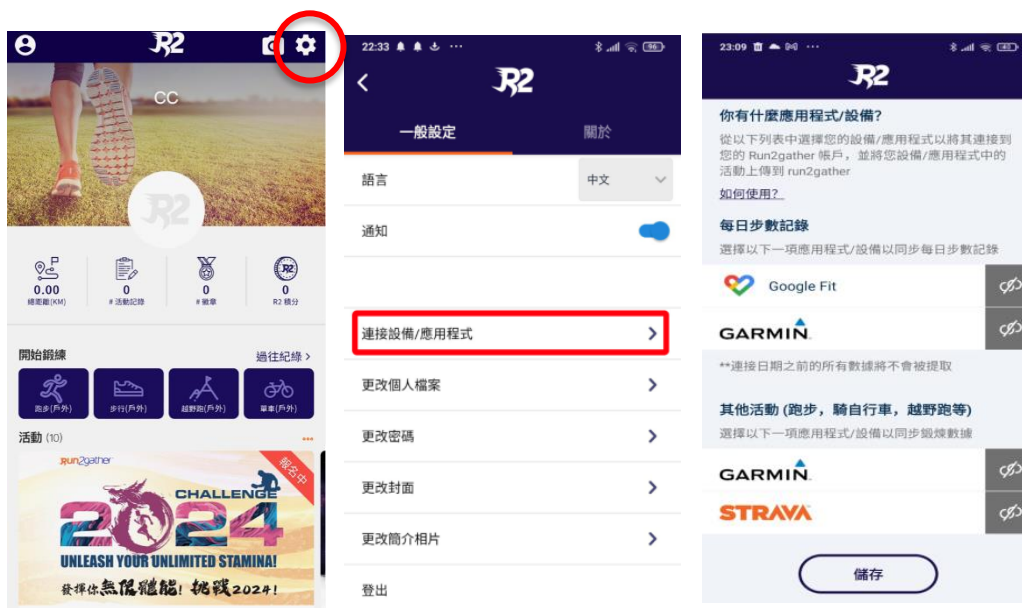 R2
CC
R2
0.00
總距離(KM)
0
# 活動記錄
0
# 徽章
R2
0
R2 積分
開始鍛練
過往紀錄 >
跑步(戶外)
步行(戶外)
越野跑(戶外)
單車(戶外)
活動 (10)
Run2gather
報名中
CHALLENGE
2024
UNLEASH YOUR UNLIMITED STAMINA!
發揮你無限體能! 挑戰2024!
22:33
96
R2
一般設定
關於
語言
中文
通知
連接設備/應用程式
更改個人檔案
更改密碼
更改封面
更改簡介相片
登出
23:09
R2
你有什麼應用程式/設備?
從以下列表中選擇您的設備/應用程式以將其連接到
您的 Run2gather 帳戶，並將您設備/應用程式中的
活動上傳到 run2gather
如何使用?
每日步數記錄
選擇以下一項應用程式/設備以同步每日步數記錄
Google Fit
GARMIN
**連接日期之前的所有數據將不會被提取
其他活動 (跑步，騎自行車，越野跑等)
選擇以下一項應用程式/設備以同步鍛煉數據
GARMIN
STRAVA
儲存